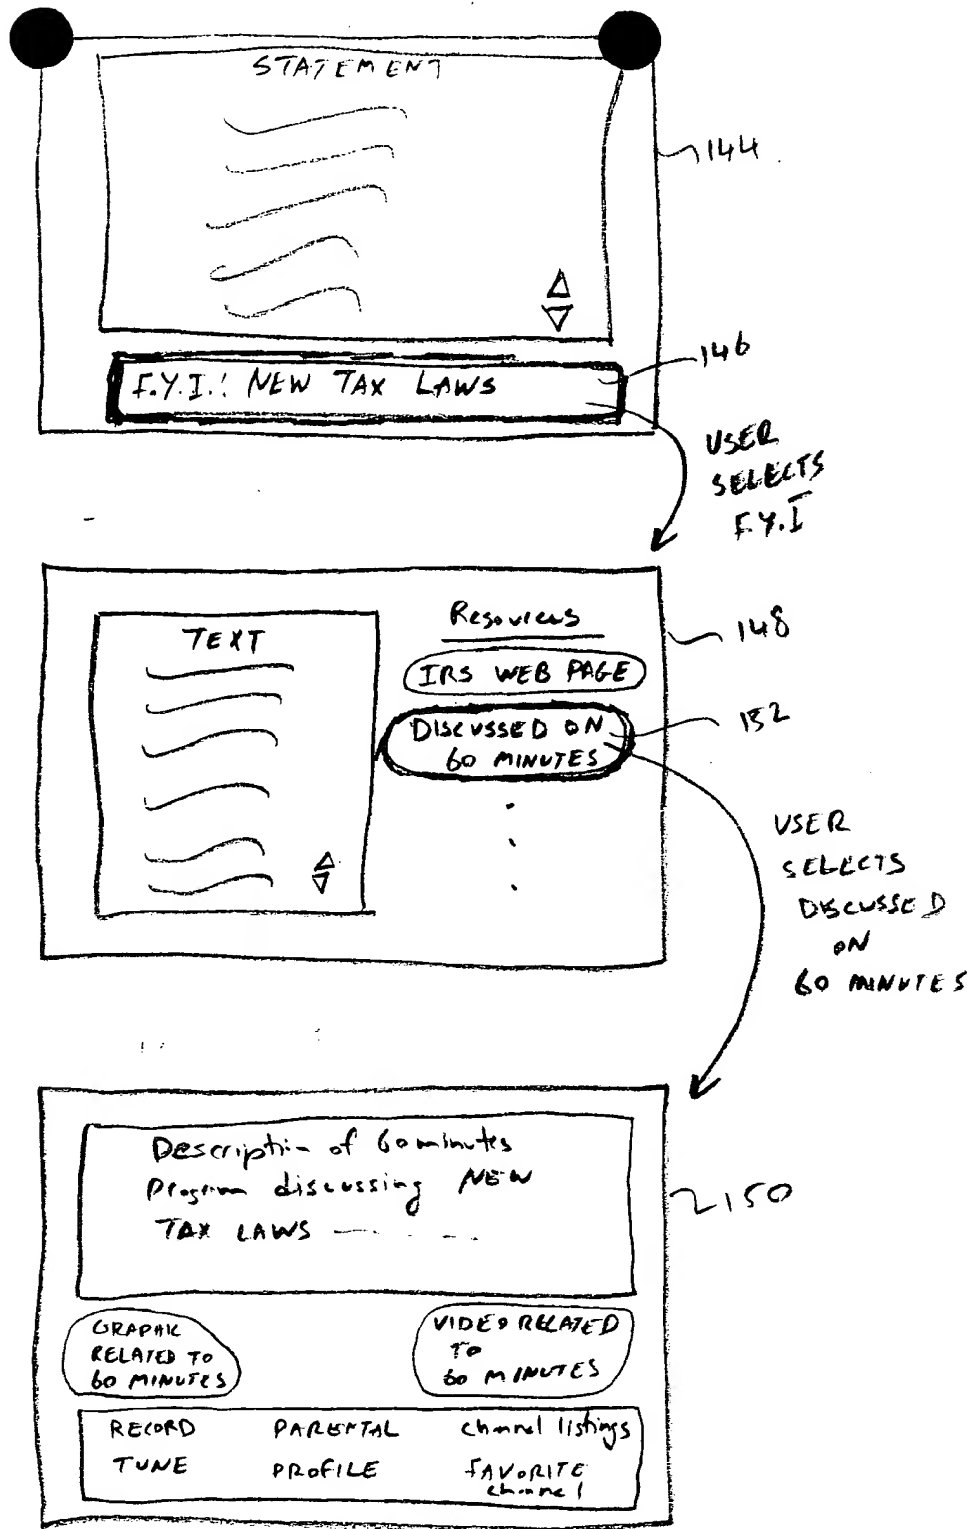 STATEMENT
144
146
F.Y.I.: NEW TAX LAWS
USER
SELECTS
F.Y.I
TEXT
Resources
148
IRS WEB PAGE
DISCUSSED ON
60 MINUTES
152
USER
SELECTS
DISCUSSED
ON
60 MINUTES
Description of 60 minutes
Program discussing NEW
TAX LAWS
150
GRAPHIC
RELATED TO
60 MINUTES
VIDEO RELATED
TO
60 MINUTES
RECORD PARENTAL channel listings
TUNE PROFILE FAVORITE
channel